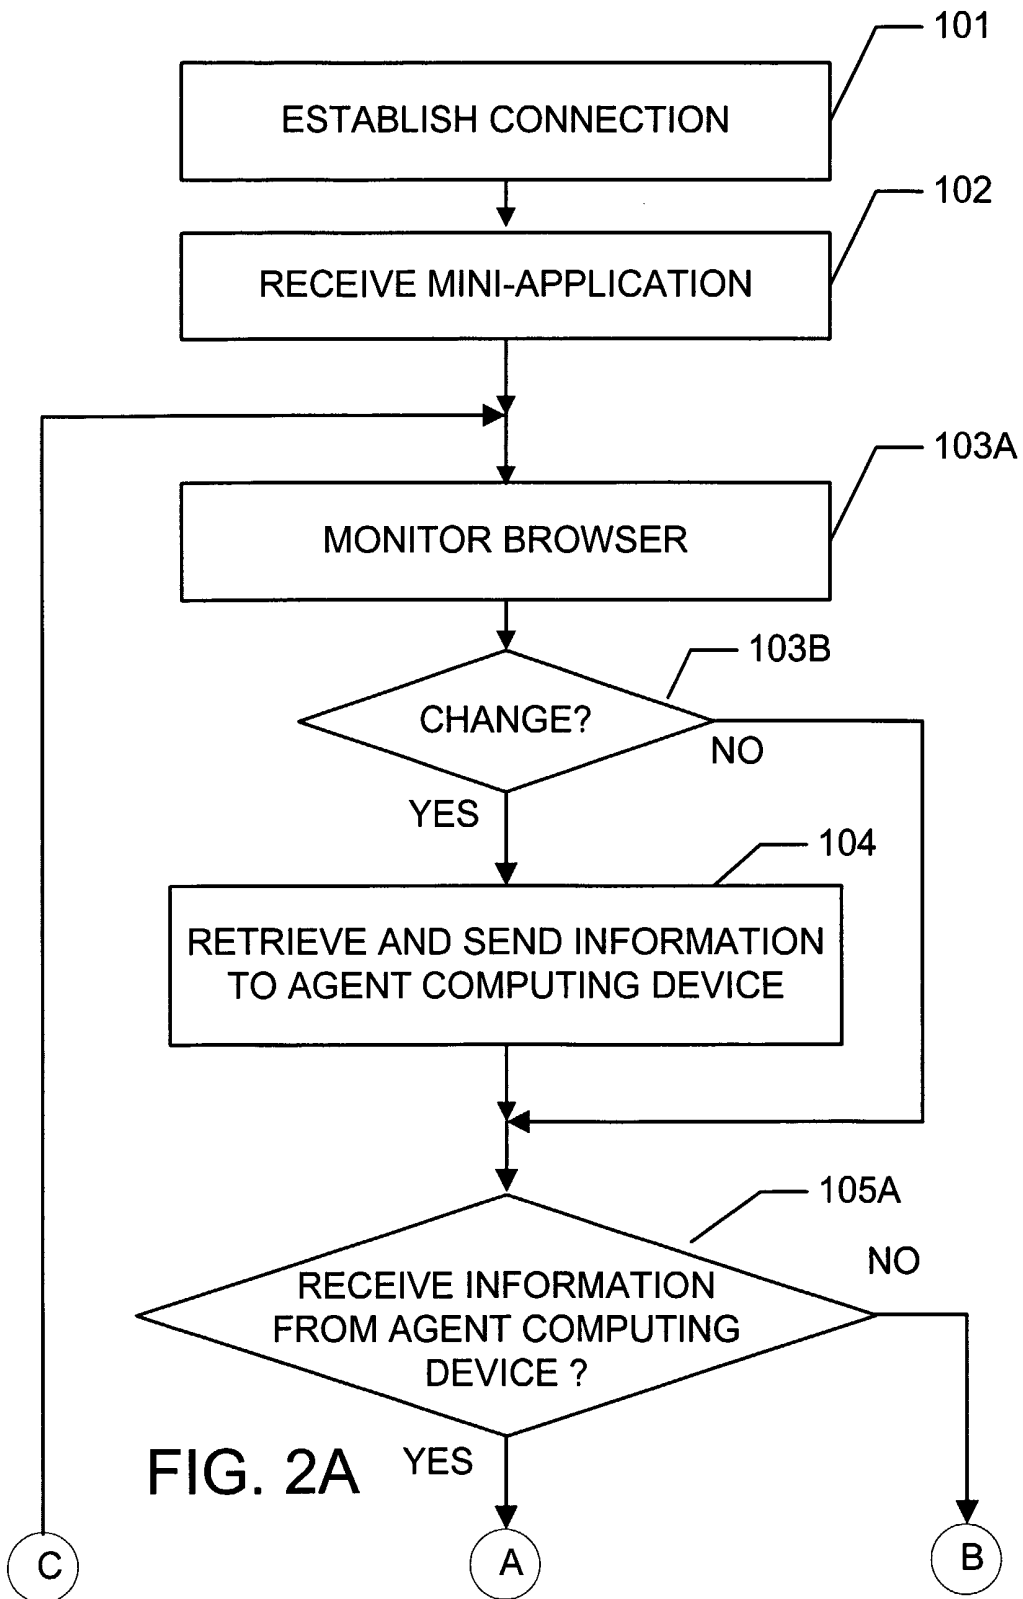 101
ESTABLISH CONNECTION
102
RECEIVE MINI-APPLICATION
103A
MONITOR BROWSER
103B
CHANGE?
NO
YES
104
RETRIEVE AND SEND INFORMATION
TO AGENT COMPUTING DEVICE
105A
NO
RECEIVE INFORMATION
FROM AGENT COMPUTING
DEVICE ?
YES
FIG. 2A
C
A
B